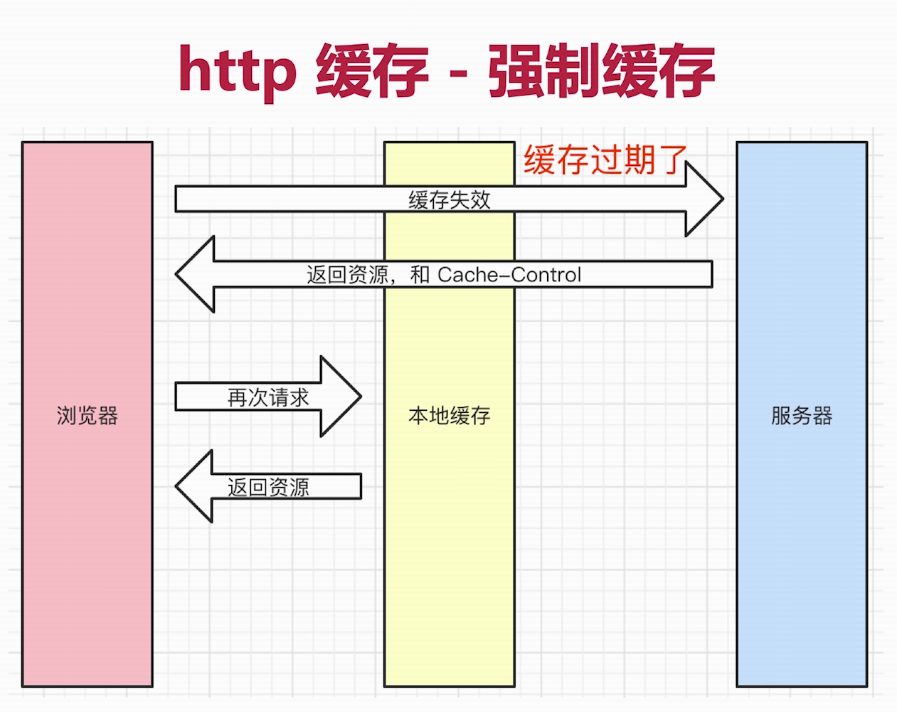 http 缓存 - 强制缓存
缓存过期了
缓存失效
返回资源，和 Cache-Control
再次请求
浏览器
本地缓存
服务器
返回资源